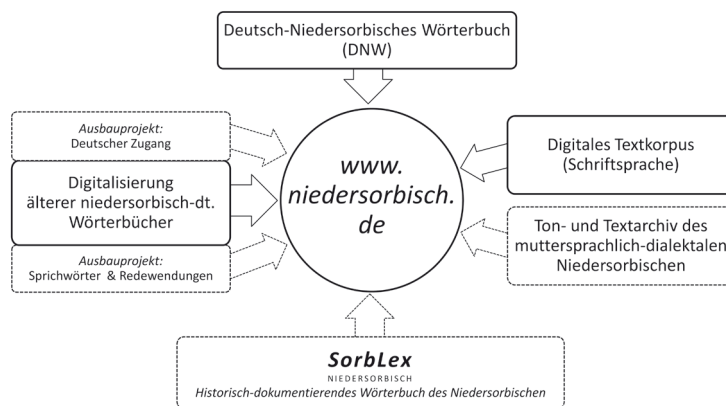 Deutsch-Niedersorbisches Wörterbuch
(DNW)
Ausbauprojekt:
Deutscher Zugang
Digitalisierung
älterer niedersorbisch-dt.
Wörterbücher
Ausbauprojekt:
Sprichwörter & Redewendungen
www.
niedersorbisch.
de
Digitales Textkorpus
(Schriftsprache)
Ton- und Textarchiv des
muttersprachlich-dialektalen
Niedersorbischen
SorbLex
NIEDERSORBISCH
Historisch-dokumentierendes Wörterbuch des Niedersorbischen